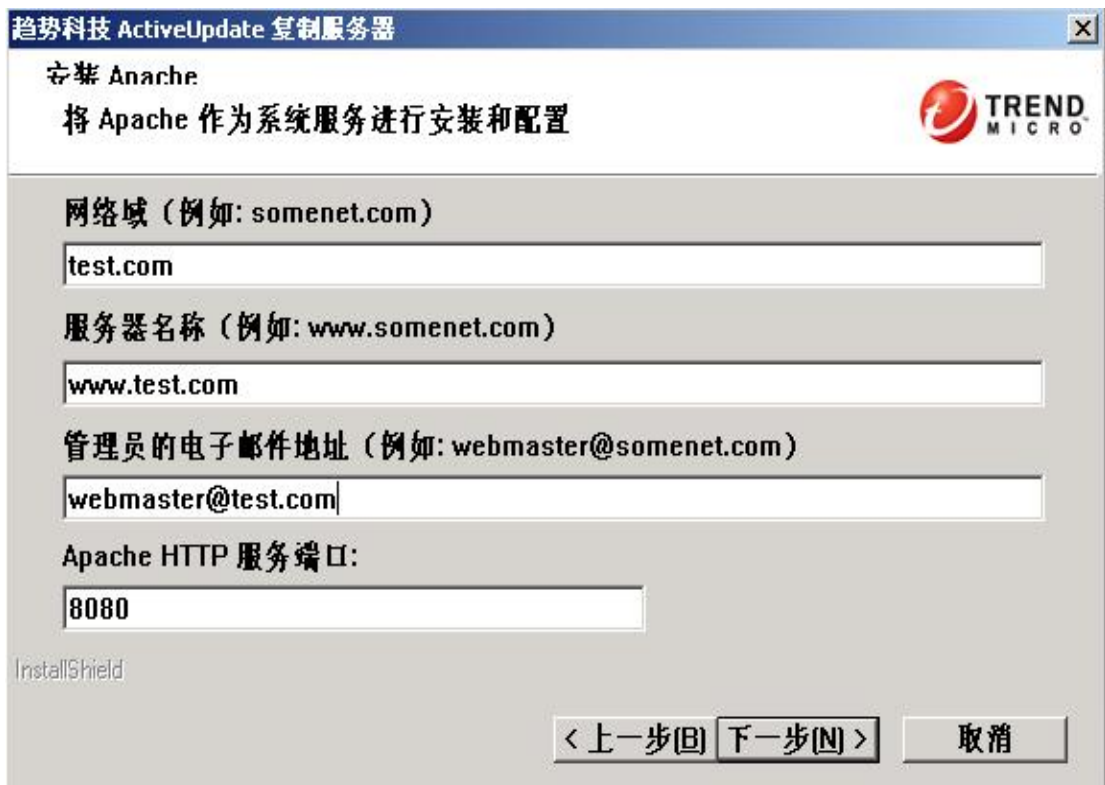 趋势科技 ActiveUpdate 复制服务器
安装 Apache
将 Apache 作为系统服务进行安装和配置
TREND
MICRO
网络域（例如: somenet.com）
test.com
服务器名称（例如: www.somenet.com）
www.test.com
管理员的电子邮件地址（例如: webmaster@somenet.com）
webmaster@test.com
Apache HTTP 服务端口:
8080
InstallShield
< 上一步(B) 下一步(N) > 取消